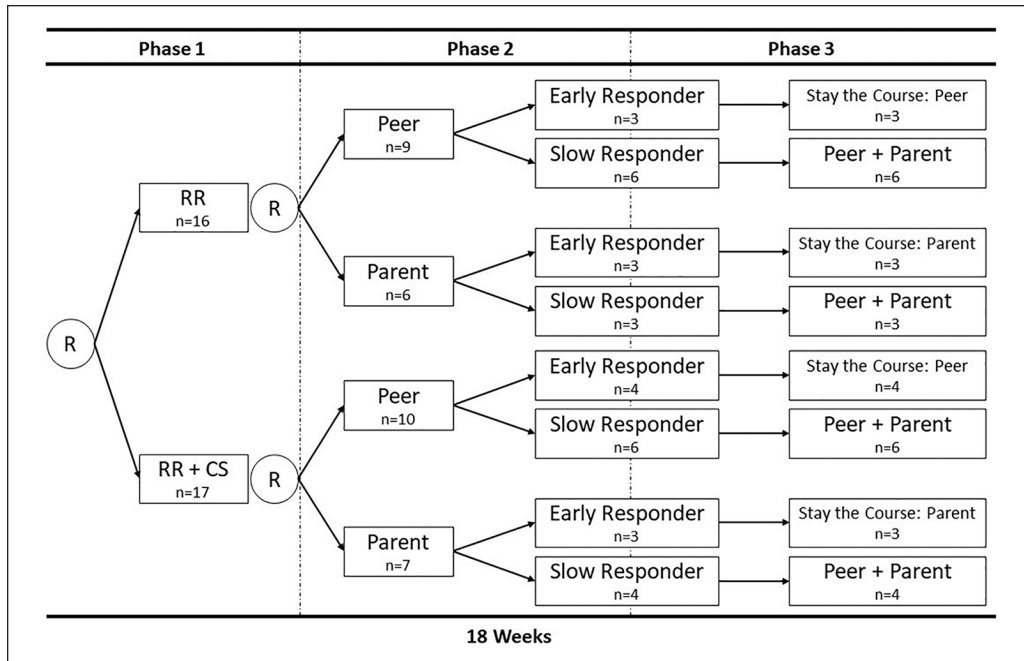 Phase 1 Phase 2 Phase 3
Early Responder
n=3
Stay the Course: Peer
n=3
Peer
n=9
Slow Responder
n=6
Peer + Parent
n=6
RR
n=16
R
Early Responder
n=3
Stay the Course: Parent
n=3
Parent
n=6
Slow Responder
n=3
Peer + Parent
n=3
R
Early Responder
n=4
Stay the Course: Peer
n=4
Peer
n=10
Slow Responder
n=6
Peer + Parent
n=6
RR + CS
n=17
R
Early Responder
n=3
Stay the Course: Parent
n=3
Parent
n=7
Slow Responder
n=4
Peer + Parent
n=4
18 Weeks